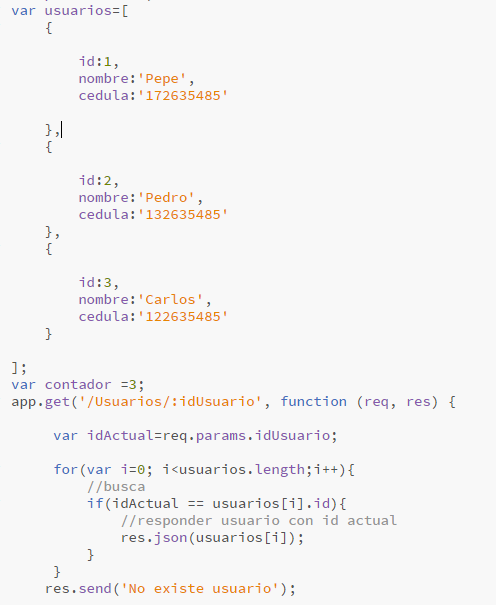 var usuarios=[
{
id:1,
nombre:'Pepe',
cedula:'172635485'
},
{
id:2,
nombre:'Pedro',
cedula:'132635485'
},
{
id:3,
nombre:'Carlos',
cedula:'122635485'
}
];
var contador =3;
app.get('/Usuarios/:idUsuario', function (req, res) {
var idActual=req.params.idUsuario;
for(var i=0; i<usuarios.length;i++){
//busca
if(idActual == usuarios[i].id){
//responder usuario con id actual
res.json(usuarios[i]);
}
}
res.send('No existe usuario');